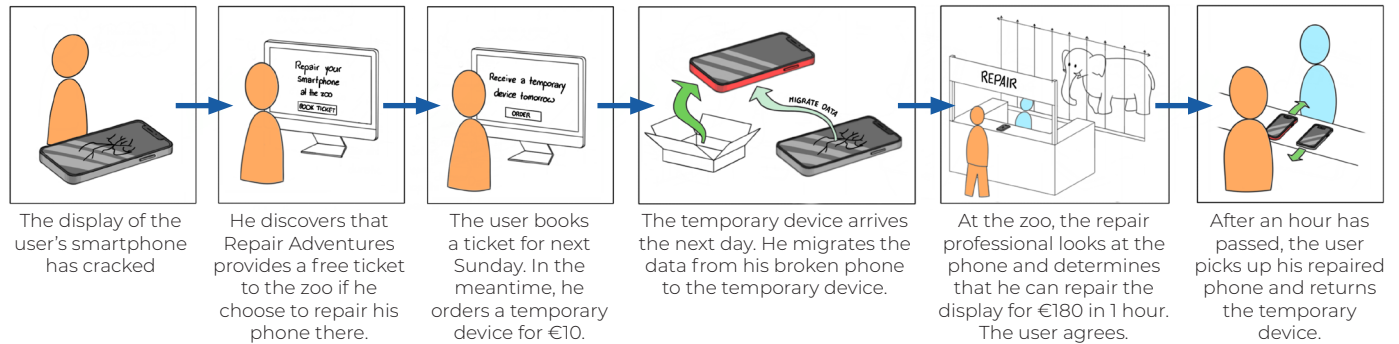 Repair your
smartphone
at the zoo
BOOK TICKET
Receive a temporary
device tomorrow
ORDER
MIGRATE DATA
REPAIR
The display of the
user's smartphone
has cracked
He discovers that
Repair Adventures
provides a free ticket
to the zoo if he
choose to repair his
phone there.
The user books
a ticket for next
Sunday. In the
meantime, he
orders a temporary
device for €10.
The temporary device arrives
the next day. He migrates the
data from his broken phone
to the temporary device.
At the zoo, the repair
professional looks at the
phone and determines
that he can repair the
display for €180 in 1 hour.
The user agrees.
After an hour has
passed, the user
picks up his repaired
phone and returns
the temporary
device.